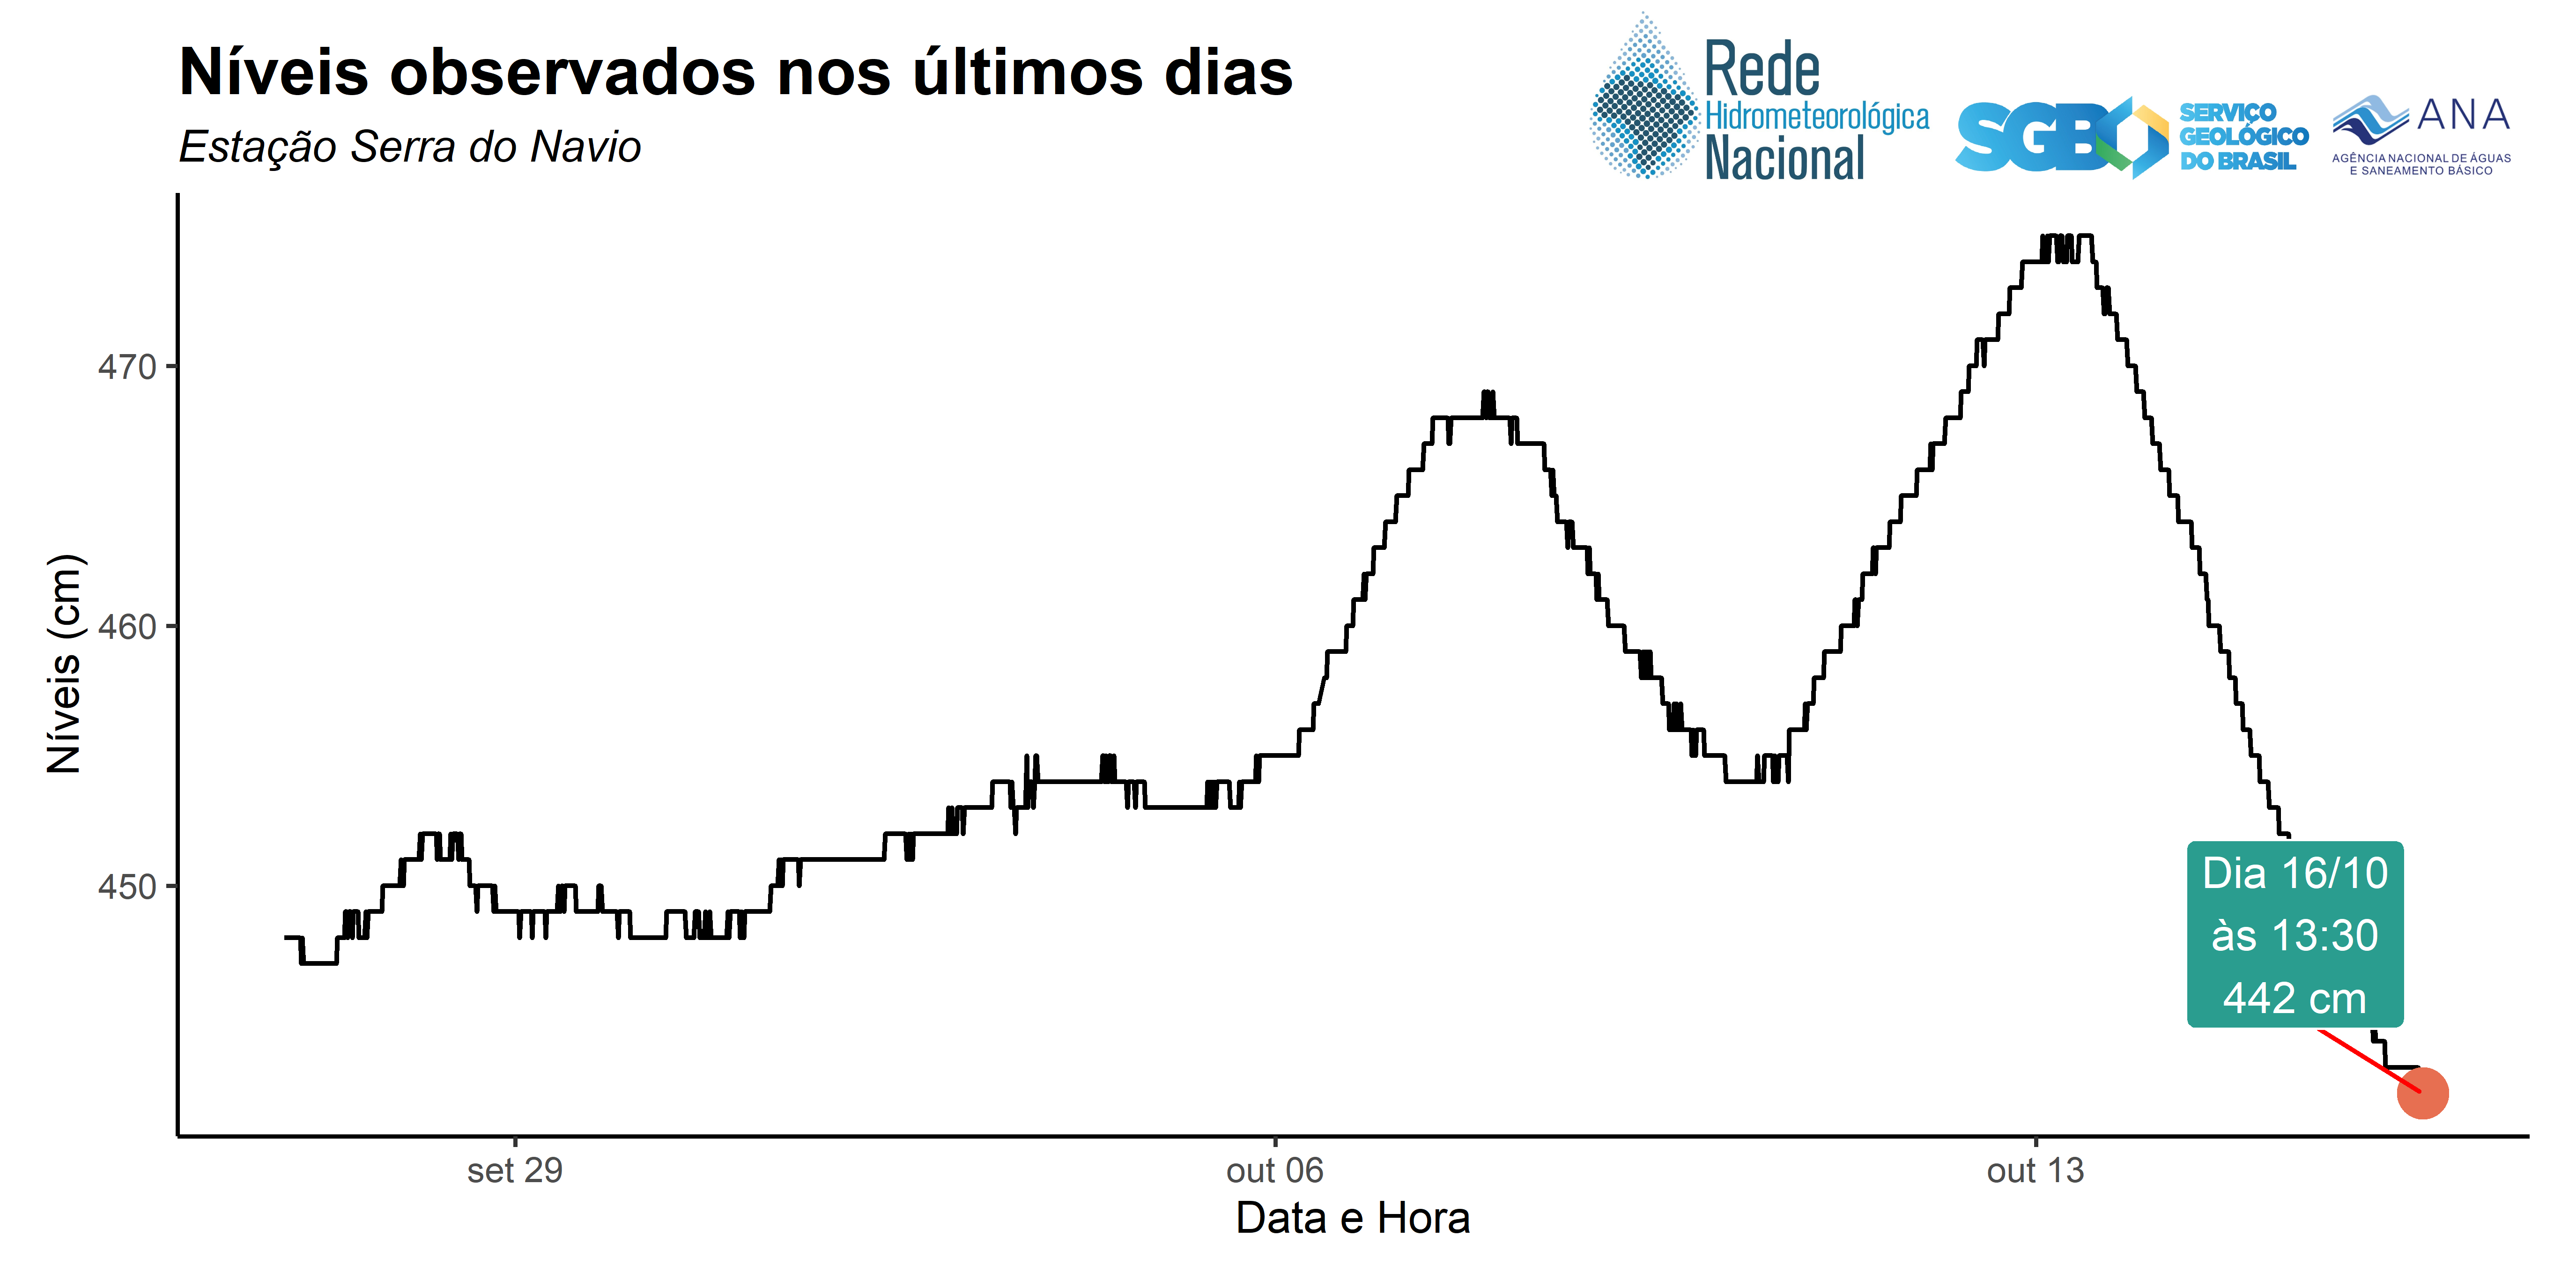 Níveis observados nos últimos dias
Estação Serra do Navio
Rede
Hidrometeorológica
Nacional
SGB
SERVIÇO
GEOLÓGICO
DO BRASIL
ANA
AGÊNCIA NACIONAL DE ÁGUAS
E SANEAMENTO BÁSICO
Níveis (cm)
470
460
450
Dia 16/10
às 13:30
442 cm
set 29
out 06
out 13
Data e Hora